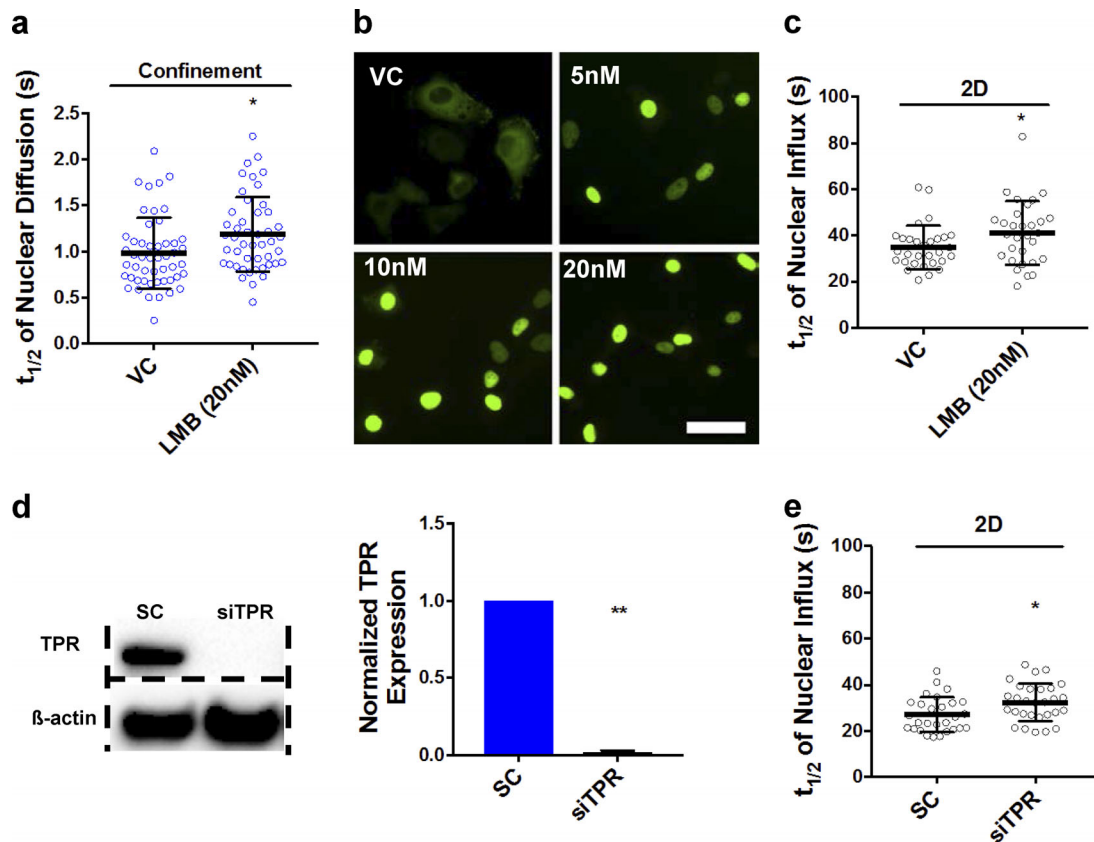 a
Confinement
*
t1/2 of Nuclear Diffusion (s)
2.5
2.0
1.5
1.0
0.5
0.0
VC
LMB (20nM)
b
VC
5nM
10nM
20nM
c
2D
*
t1/2 of Nuclear Influx (s)
100
80
60
40
20
0
VC
LMB (20nM)
d
SC siTPR
TPR
ß-actin
Normalized TPR
Expression
1.5
1.0
0.5
0.0
**
SC
siTPR
e
2D
*
t1/2 of Nuclear Influx (s)
100
80
60
40
20
0
SC
siTPR